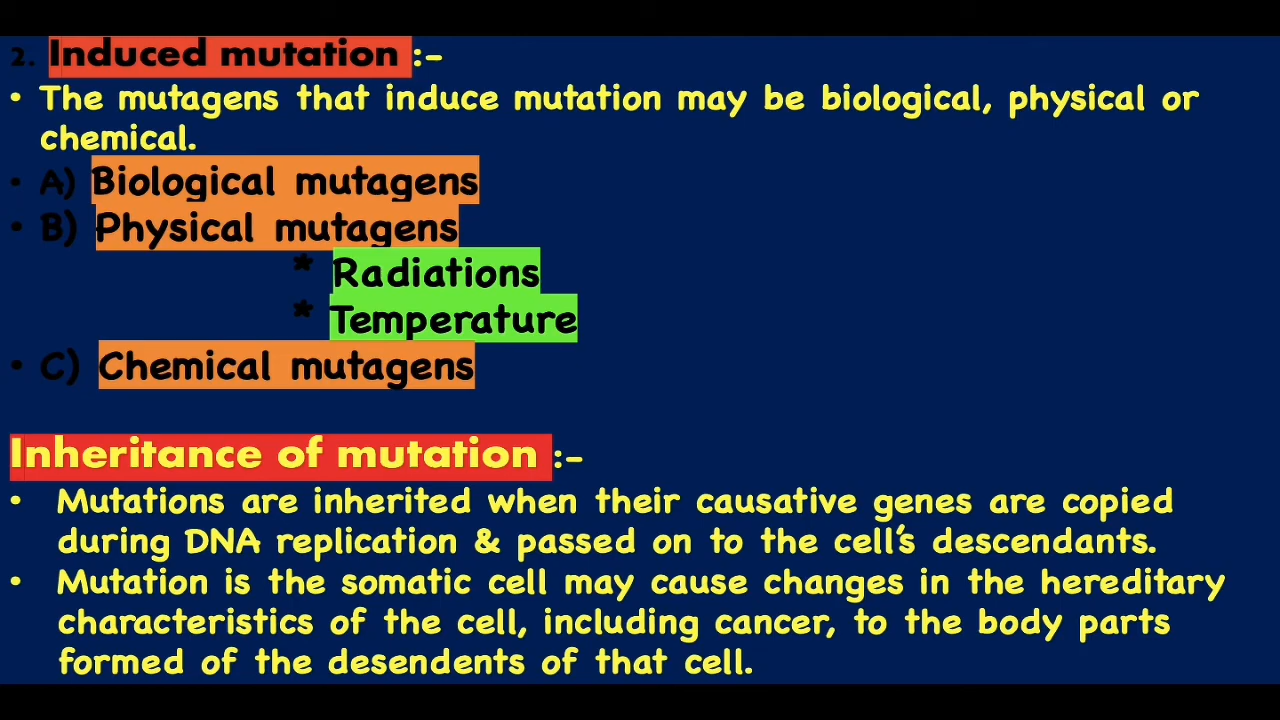 2. Induced mutation :-
• The mutagens that induce mutation may be biological, physical or
chemical.
• A) Biological mutagens
• B) Physical mutagens
* Radiations
* Temperature
• C) Chemical mutagens
Inheritance of mutation :-
• Mutations are inherited when their causative genes are copied
during DNA replication & passed on to the cell's descendants.
• Mutation is the somatic cell may cause changes in the hereditary
characteristics of the cell, including cancer, to the body parts
formed of the desendents of that cell.